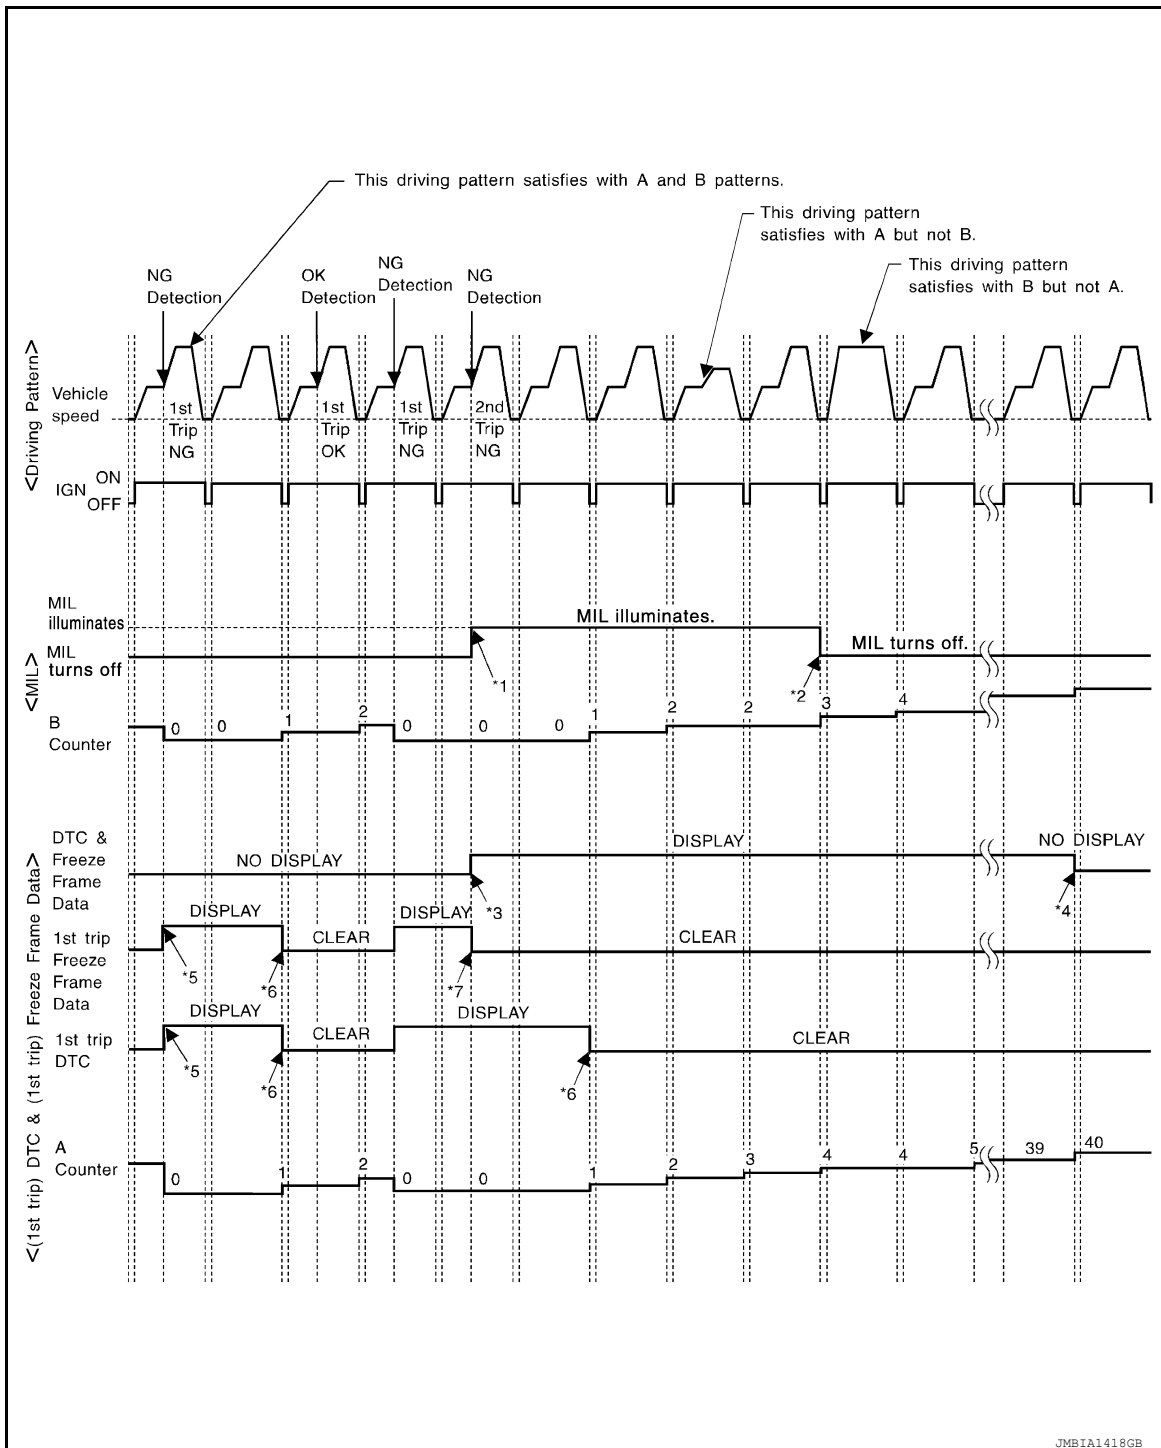 This driving pattern satisfies with A and B patterns.
This driving pattern
satisfies with A but not B.
This driving pattern
satisfies with B but not A.
NG
Detection
OK
Detection
NG
Detection
NG
Detection
<Driving Pattern>
Vehicle
speed
1st
Trip
NG
1st
Trip
OK
1st
Trip
NG
2nd
Trip
NG
IGN ON
OFF
<MIL>
MIL
illuminates
MIL illuminates.
MIL
turns off
MIL turns off.
*1
*2
B
Counter
0 0 1 2 0 0 0 1 2 2 3 4
<(1st trip) DTC & (1st trip) Freeze Frame Data>
DTC &
Freeze
Frame
Data
NO DISPLAY
DISPLAY
NO DISPLAY
*3
*4
1st trip
Freeze
Frame
Data
DISPLAY
CLEAR
DISPLAY
CLEAR
*5
*6
*7
1st trip
DTC
DISPLAY
CLEAR
DISPLAY
CLEAR
*5
*6
*6
A
Counter
0 1 2 0 0 1 2 3 4 4 5 39 40
JMBIA1418GB